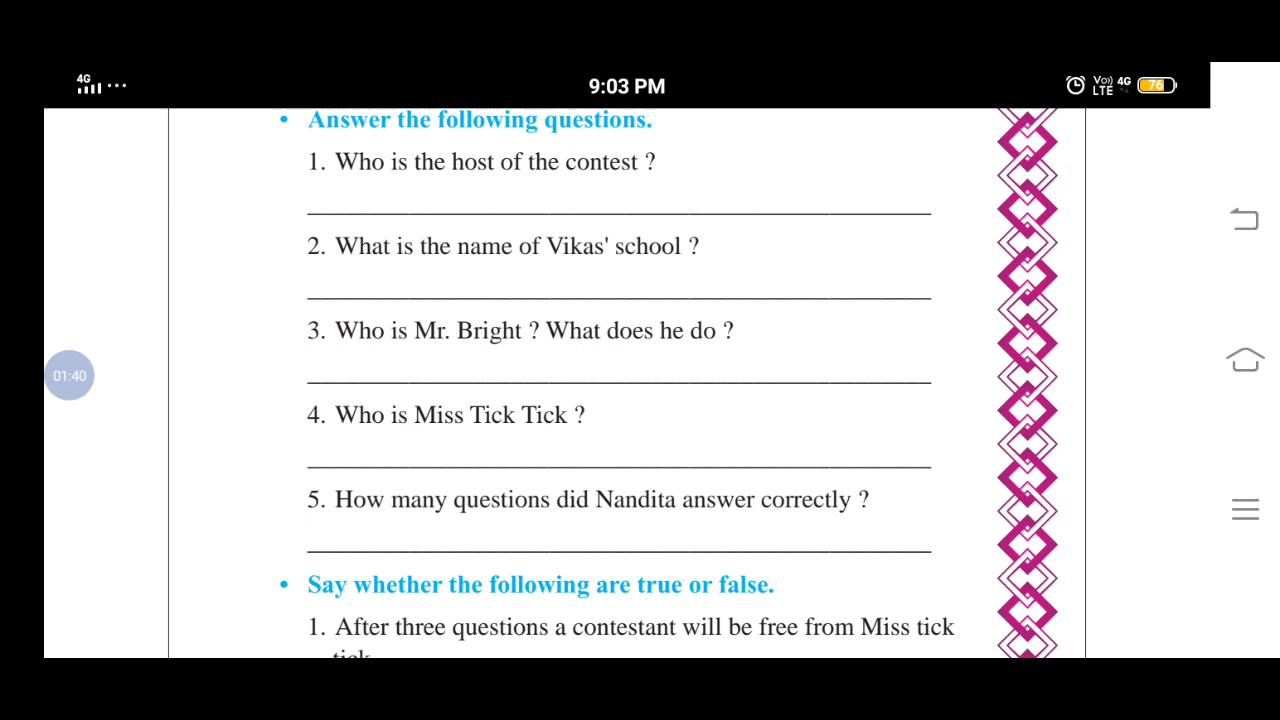 4G
9:03 PM
Vo)) 4G
LTE
76
• Answer the following questions.
1. Who is the host of the contest ?
2. What is the name of Vikas' school ?
01:40
3. Who is Mr. Bright ? What does he do ?
4. Who is Miss Tick Tick ?
5. How many questions did Nandita answer correctly ?
• Say whether the following are true or false.
1. After three questions a contestant will be free from Miss tick
tick